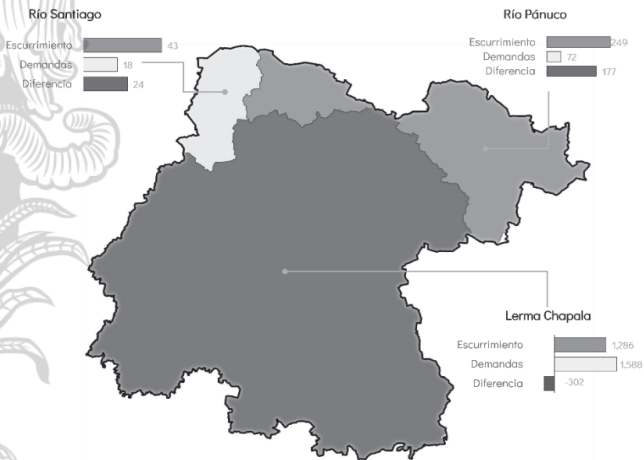 Río Santiago
Escurrimiento 43
Demandas 18
Diferencia 24
Río Pánuco
Escurrimiento 249
Demandas 72
Diferencia 177
Lerma Chapala
Escurrimiento 1,286
Demandas 1,588
Diferencia -302